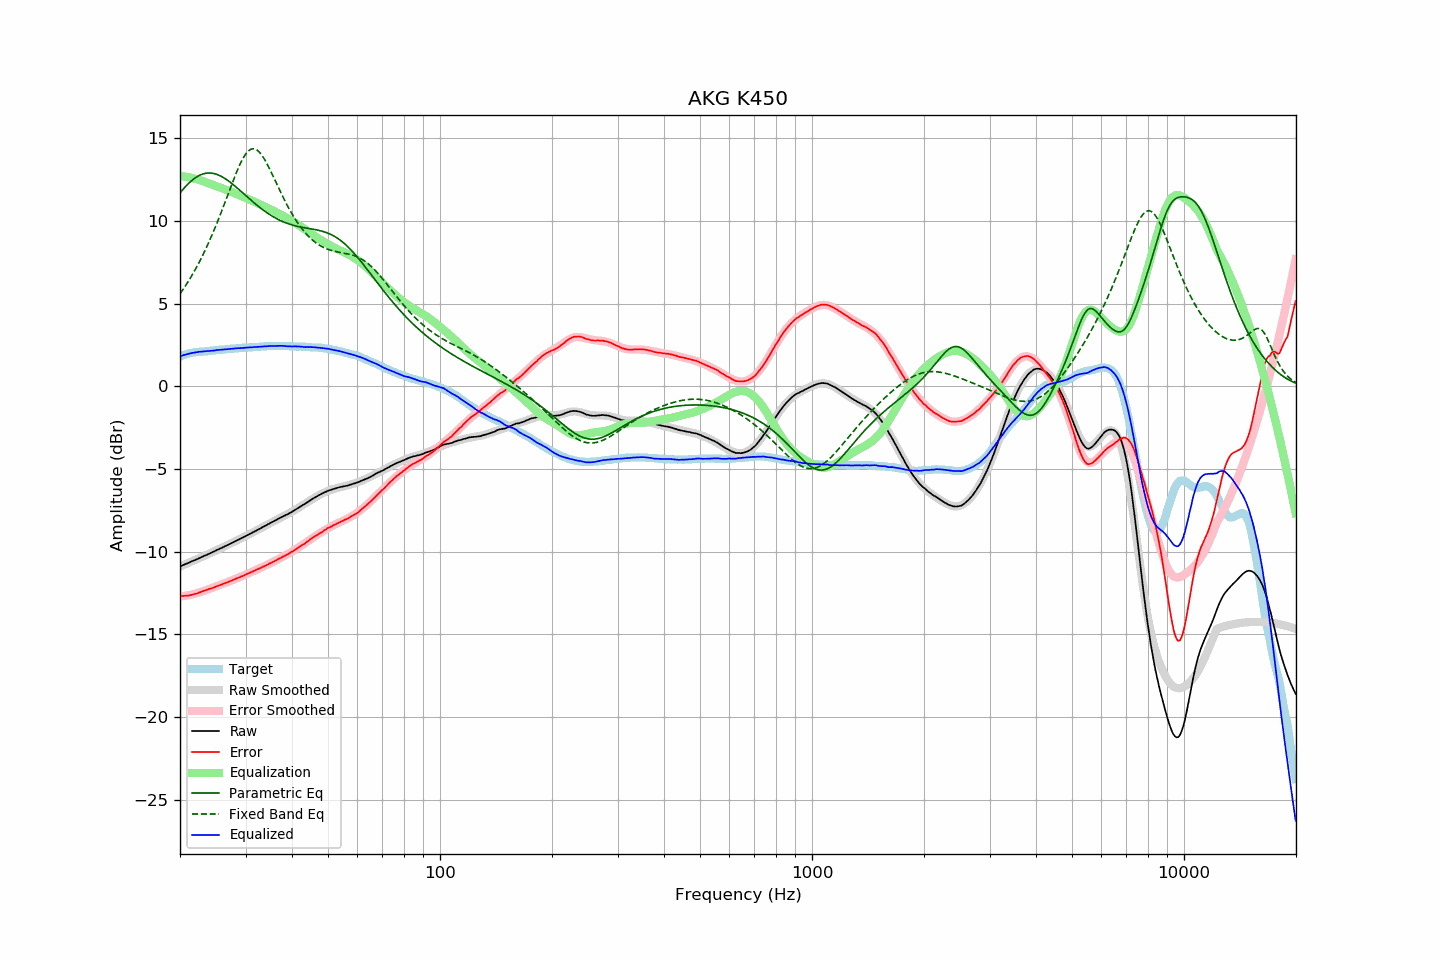 AKG K450
15
10
5
0
−5
−10
−15
−20
−25
Amplitude (dBr)
Target
Raw Smoothed
Error Smoothed
Raw
Error
Equalization
Parametric Eq
Fixed Band Eq
Equalized
100
1000
10000
Frequency (Hz)